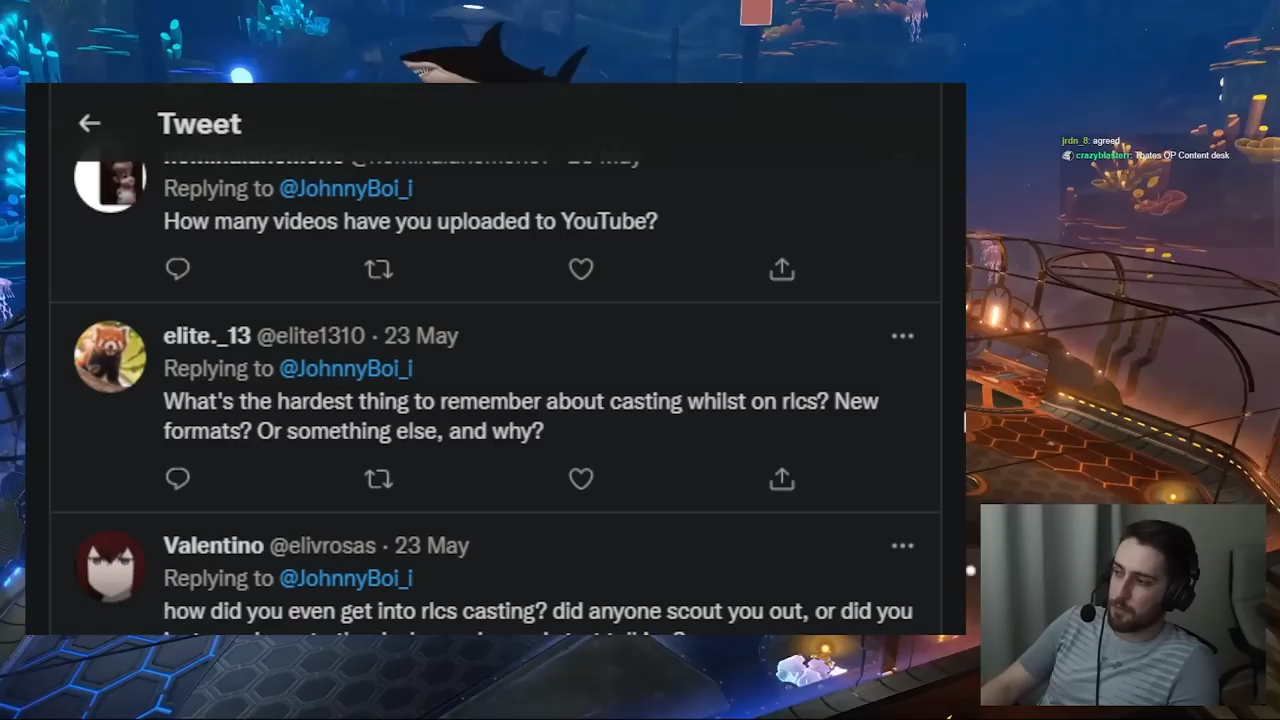 Tweet
Replying to @JohnnyBoi_i
How many videos have you uploaded to YouTube?
elite._13 @elite1310 · 23 May
Replying to @JohnnyBoi_i
What's the hardest thing to remember about casting whilst on rlcs? New
formats? Or something else, and why?
Valentino @elivrosas · 23 May
Replying to @JohnnyBoi_i
how did you even get into rlcs casting? did anyone scout you out, or did you
jrdn_8: agreed
crazyblasterr: Tbates OP Content desk